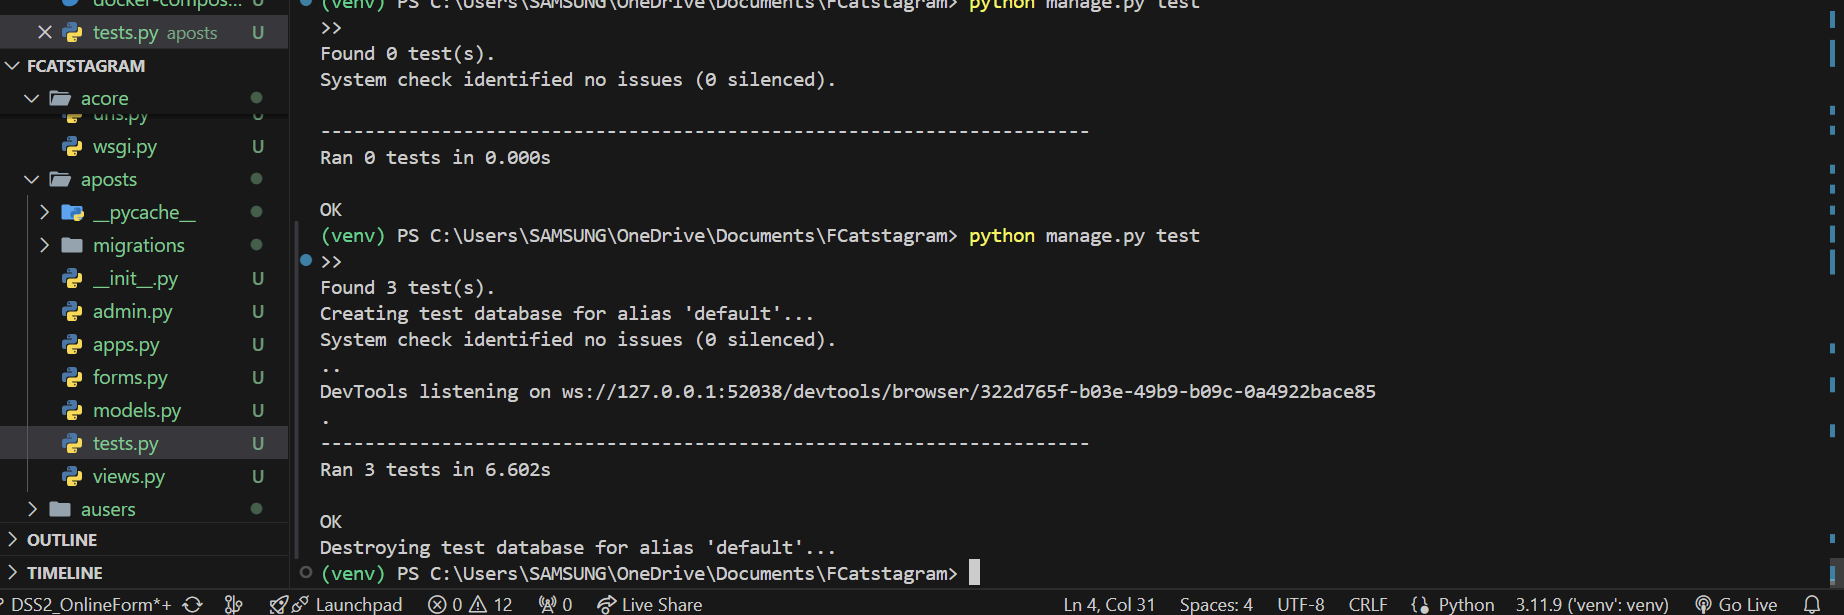 docker-compos... U
tests.py aposts U
FCATSTAGRAM
acore
urls.py U
wsgi.py U
aposts
__pycache__
migrations
__init__.py U
admin.py U
apps.py U
forms.py U
models.py U
tests.py U
views.py U
ausers
OUTLINE
TIMELINE
(venv) PS C:\Users\SAMSUNG\OneDrive\Documents\FCatstagram> python manage.py test
>>
Found 0 test(s).
System check identified no issues (0 silenced).
----------------------------------------------------------------------
Ran 0 tests in 0.000s
OK
(venv) PS C:\Users\SAMSUNG\OneDrive\Documents\FCatstagram> python manage.py test
>>
Found 3 test(s).
Creating test database for alias 'default'...
System check identified no issues (0 silenced).
..
DevTools listening on ws://127.0.0.1:52038/devtools/browser/322d765f-b03e-49b9-b09c-0a4922bace85
.
----------------------------------------------------------------------
Ran 3 tests in 6.602s
OK
Destroying test database for alias 'default'...
(venv) PS C:\Users\SAMSUNG\OneDrive\Documents\FCatstagram>
DSS2_OnlineForm*+ Launchpad 0 12 0 Live Share Ln 4, Col 31 Spaces: 4 UTF-8 CRLF Python 3.11.9 ('venv': venv) Go Live